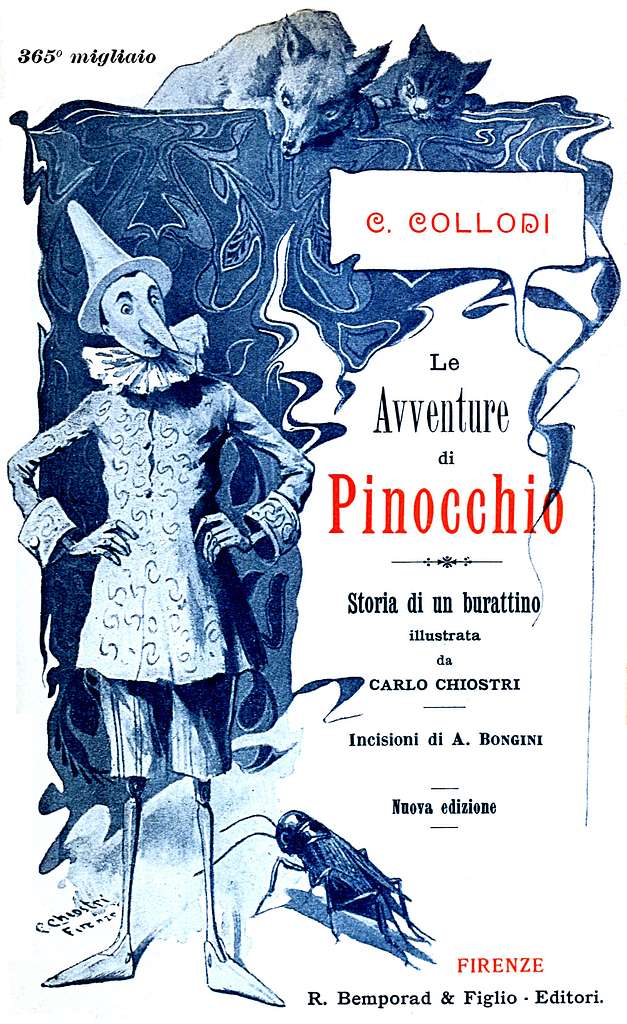 365º migliaio
C. COLLODI
Le
Avventure
di
Pinocchio
Storia di un burattino
illustrata
da
CARLO CHIOSTRI
Incisioni di A. BONGINI
Nuova edizione
C. Chiostri
Firenze
FIRENZE
R. Bemporad & Figlio - Editori.